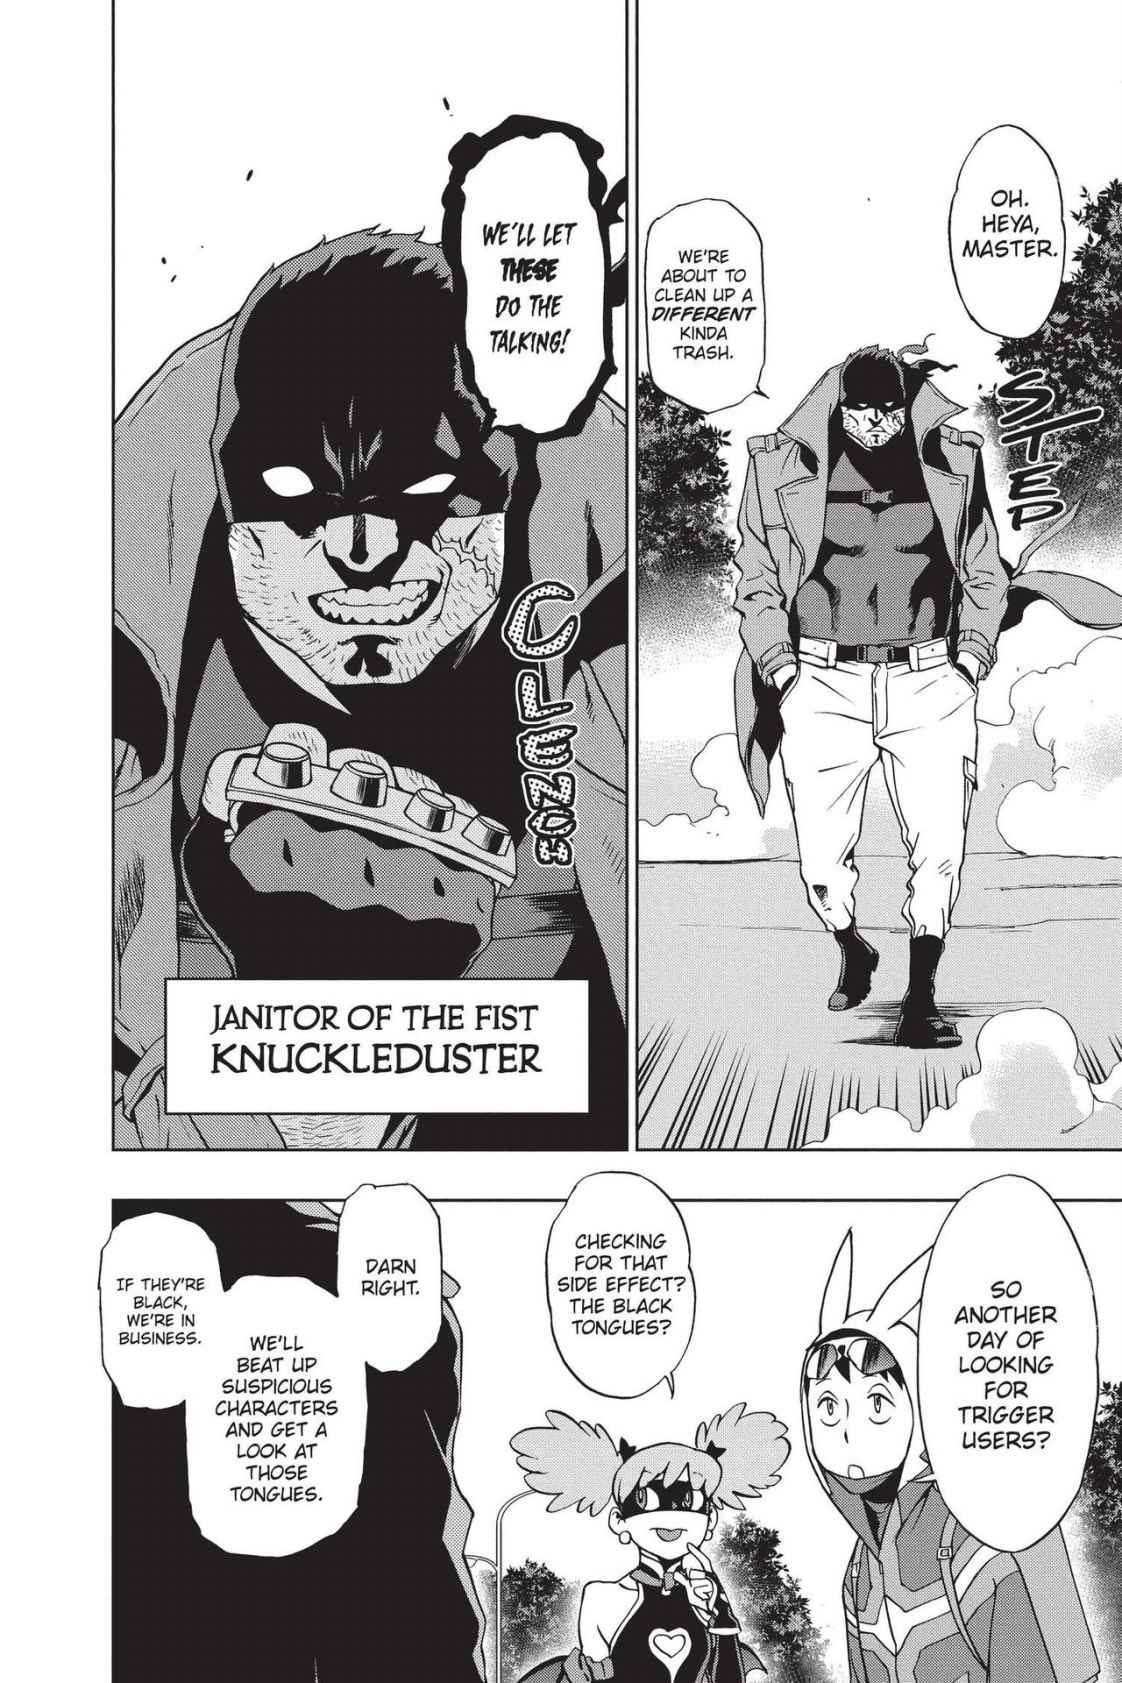 OH.
HEYA,
MASTER.
WE'RE
ABOUT TO
CLEAN UP A
DIFFERENT
KINDA
TRASH.
STEP
WE'LL LET
THESE
DO THE
TALKING!
CLENCH
JANITOR OF THE FIST
KNUCKLEDUSTER
SO
ANOTHER
DAY OF
LOOKING
FOR
TRIGGER
USERS?
CHECKING
FOR THAT
SIDE EFFECT?
THE BLACK
TONGUES?
DARN
RIGHT.
WE'LL
BEAT UP
SUSPICIOUS
CHARACTERS
AND GET A
LOOK AT
THOSE
TONGUES.
IF THEY'RE
BLACK,
WE'RE IN
BUSINESS.